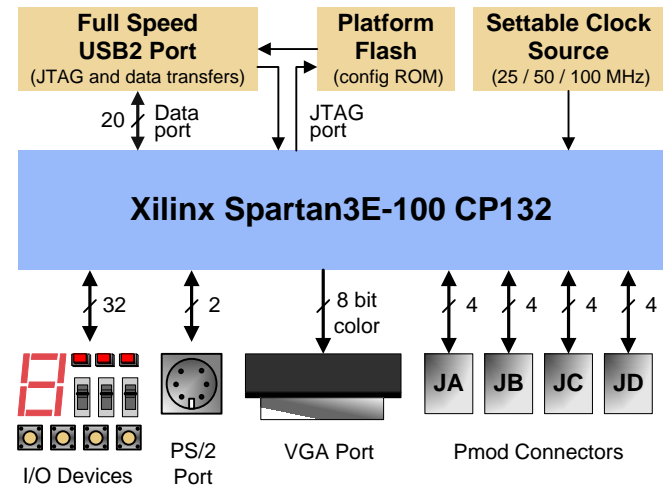 Full Speed
USB2 Port
(JTAG and data transfers)
Platform
Flash
(config ROM)
Settable Clock
Source
(25 / 50 / 100 MHz)
20
Data
port
JTAG
port
Xilinx Spartan3E-100 CP132
32
2
8 bit
color
4
4
4
4
JA
JB
JC
JD
I/O Devices
PS/2
Port
VGA Port
Pmod Connectors